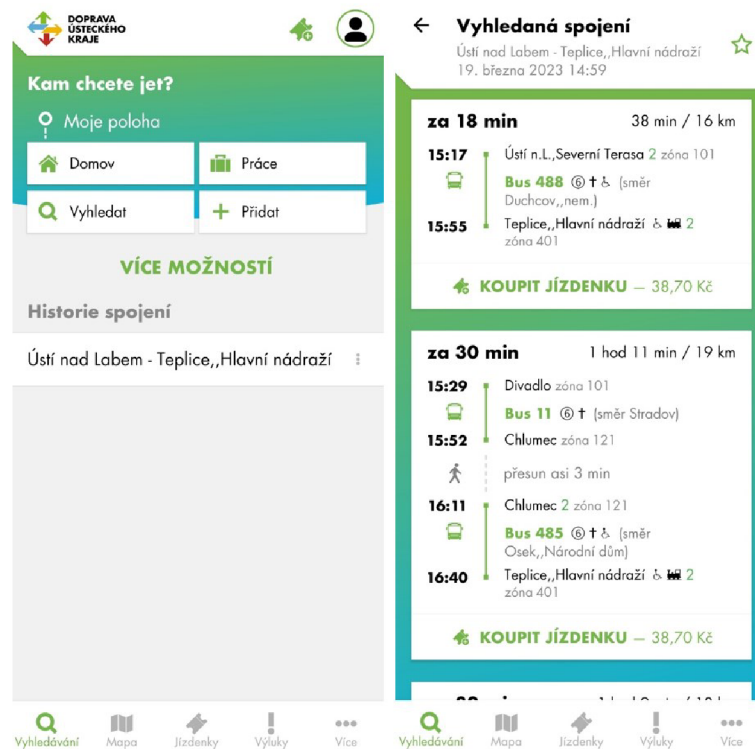 DOPRAVA
ÚSTECKÉHO
KRAJE
Kam chcete jet?
Moje poloha
Domov
Práce
Vyhledat
Přidat
VÍCE MOŽNOSTÍ
Historie spojení
Ústí nad Labem - Teplice,,Hlavní nádraží
Vyhledávání
Mapa
Jízdenky
Výluky
Více
Vyhledaná spojení
Ústí nad Labem - Teplice,,Hlavní nádraží
19. března 2023 14:59
za 18 min 38 min / 16 km
15:17 Ústí n.L.,Severní Terasa 2 zóna 101
Bus 488 ⑥ † ♿ (směr
Duchcov,,nem.)
15:55 Teplice,,Hlavní nádraží ♿ 🚂 2
zóna 401
KOUPIT JÍZDENKU – 38,70 Kč
za 30 min 1 hod 11 min / 19 km
15:29 Divadlo zóna 101
Bus 11 ⑥ † (směr Stradov)
15:52 Chlumec zóna 121
přesun asi 3 min
16:11 Chlumec 2 zóna 121
Bus 485 ⑥ † ♿ (směr
Osek,,Národní dům)
16:40 Teplice,,Hlavní nádraží ♿ 🚂 2
zóna 401
KOUPIT JÍZDENKU – 38,70 Kč
Vyhledávání
Mapa
Jízdenky
Výluky
Více